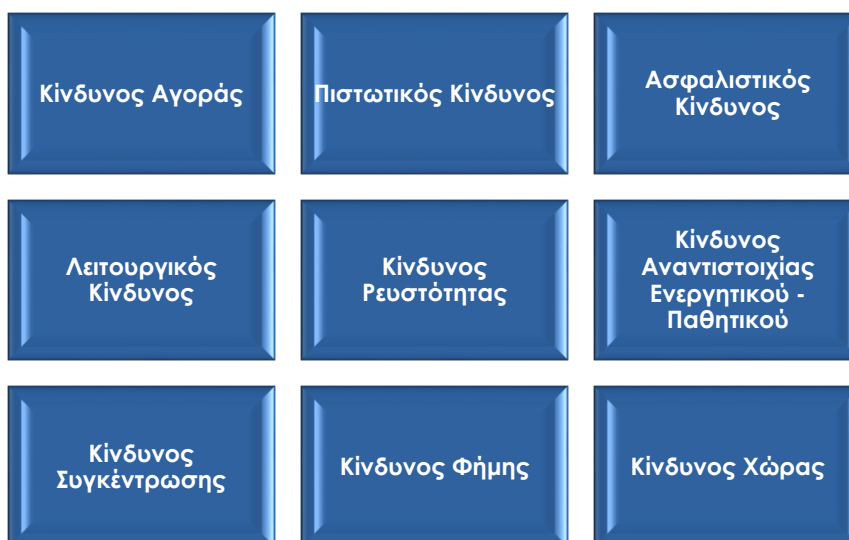 Κίνδυνος Αγοράς
Πιστωτικός Κίνδυνος
Ασφαλιστικός
Κίνδυνος
Λειτουργικός
Κίνδυνος
Κίνδυνος
Ρευστότητας
Κίνδυνος
Αναντιστοιχίας
Ενεργητικού -
Παθητικού
Κίνδυνος
Συγκέντρωσης
Κίνδυνος Φήμης
Κίνδυνος Χώρας